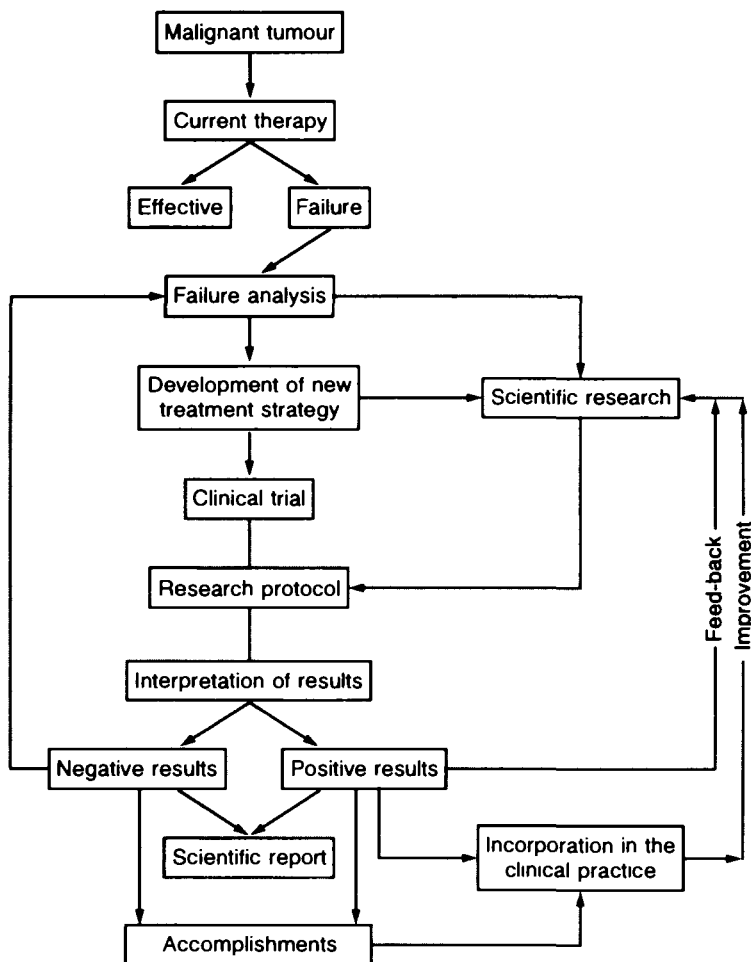 Malignant tumour
Current therapy
Effective
Failure
Failure analysis
Development of new
treatment strategy
Scientific research
Clinical trial
Research protocol
Feed-back
Improvement
Interpretation of results
Negative results
Positive results
Scientific report
Incorporation in the
clinical practice
Accomplishments